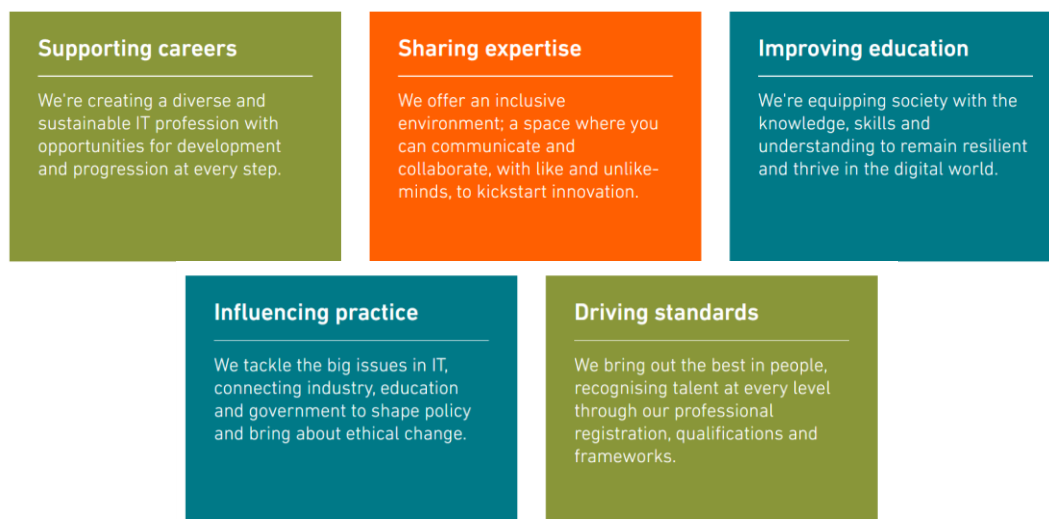 Supporting careers
We're creating a diverse and
sustainable IT profession with
opportunities for development
and progression at every step.
Sharing expertise
We offer an inclusive
environment; a space where you
can communicate and
collaborate, with like and unlike-
minds, to kickstart innovation.
Improving education
We're equipping society with the
knowledge, skills and
understanding to remain resilient
and thrive in the digital world.
Influencing practice
We tackle the big issues in IT,
connecting industry, education
and government to shape policy
and bring about ethical change.
Driving standards
We bring out the best in people,
recognising talent at every level
through our professional
registration, qualifications and
frameworks.